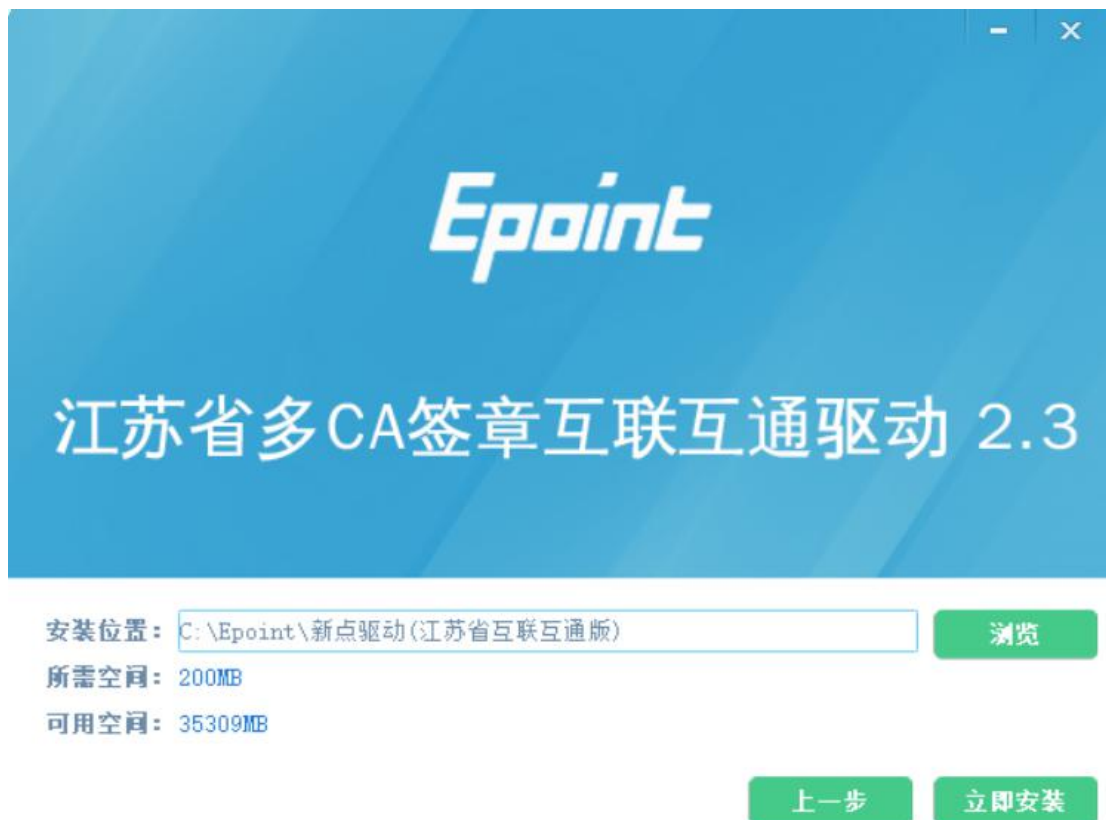 Epoint
江苏省多CA签章互联互通驱动 2.3
安装位置： C:\Epoint\新点驱动(江苏省互联互通版) 浏览
所需空间： 200MB
可用空间： 35309MB
上一步 立即安装